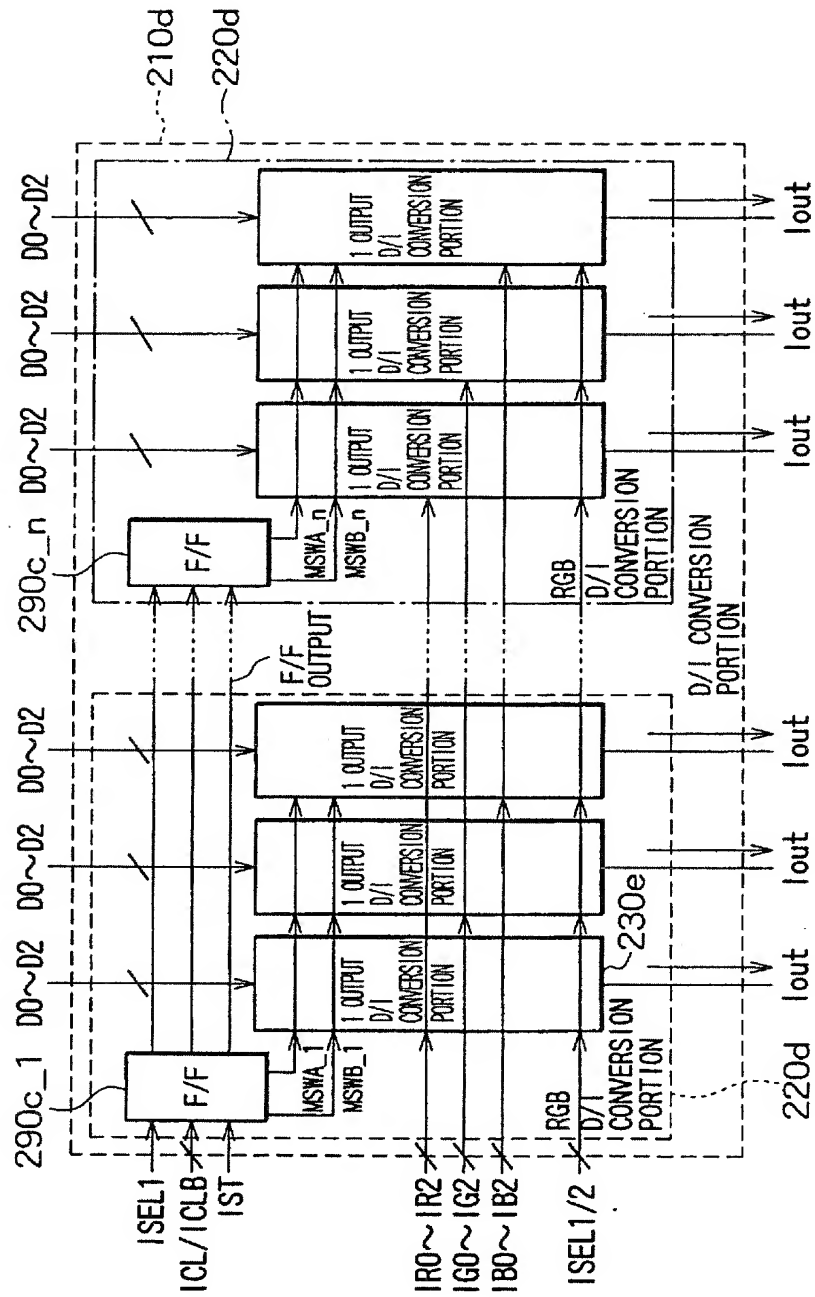 210d
220d
D0~D2
D0~D2
D0~D2
D0~D2
D0~D2
D0~D2
290c_1
290c_n
F/F
F/F
ISEL1
ICL/ICLB
IST
F/F
OUTPUT
MSWA_1
MSWB_1
MSWA_n
MSWB_n
1 OUTPUT
D/I
CONVERSION
PORTION
1 OUTPUT
D/I
CONVERSION
PORTION
1 OUTPUT
D/I
CONVERSION
PORTION
1 OUTPUT
D/I
CONVERSION
PORTION
1 OUTPUT
D/I
CONVERSION
PORTION
1 OUTPUT
D/I
CONVERSION
PORTION
IR0~IR2
IG0~IG2
IB0~IB2
ISEL1/2
RGB
D/I
CONVERSION
PORTION
RGB
D/I
CONVERSION
PORTION
D/I CONVERSION
PORTION
230e
220d
Iout
Iout
Iout
Iout
Iout
Iout